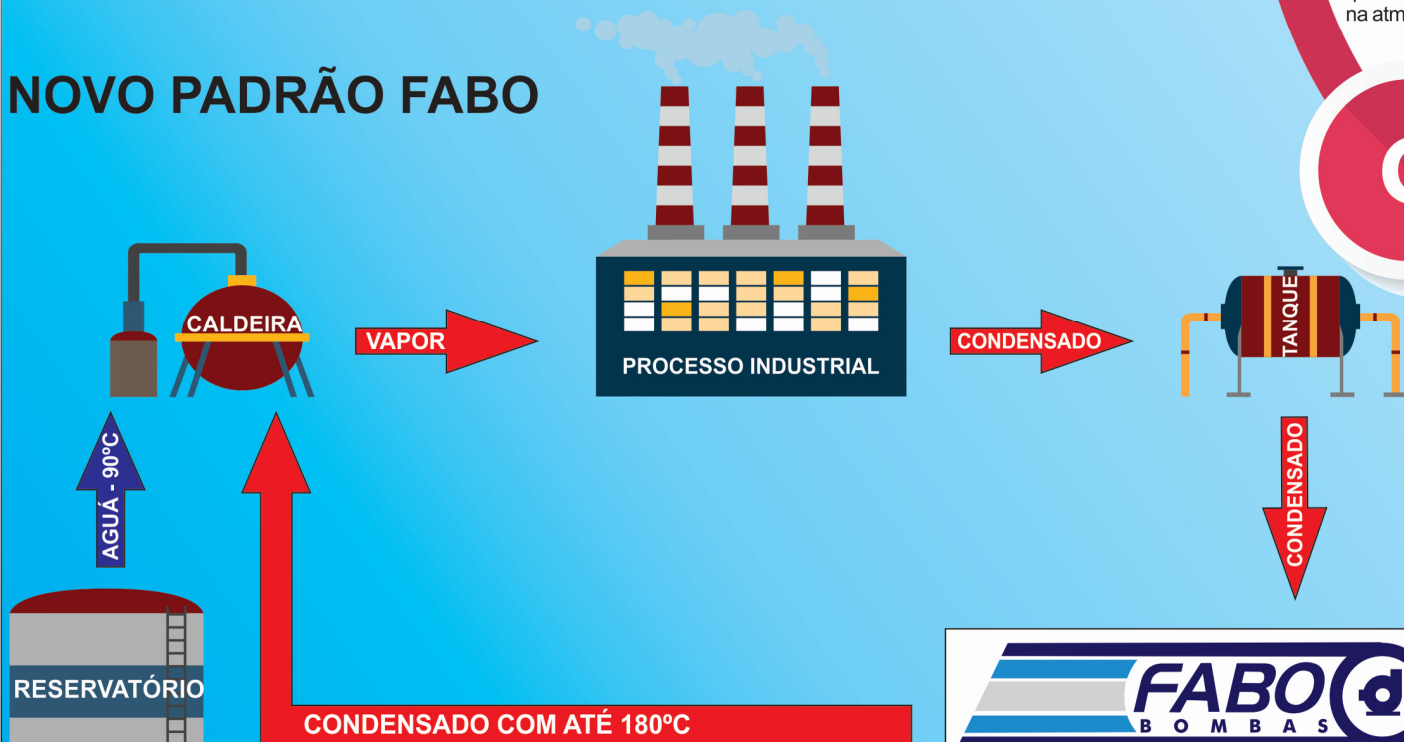 na atm
NOVO PADRÃO FABO
CALDEIRA
VAPOR
PROCESSO INDUSTRIAL
CONDENSADO
TANQUE
AGUÁ - 90ºC
CONDENSADO
RESERVATÓRIO
CONDENSADO COM ATÉ 180ºC
FABO
BOMBAS